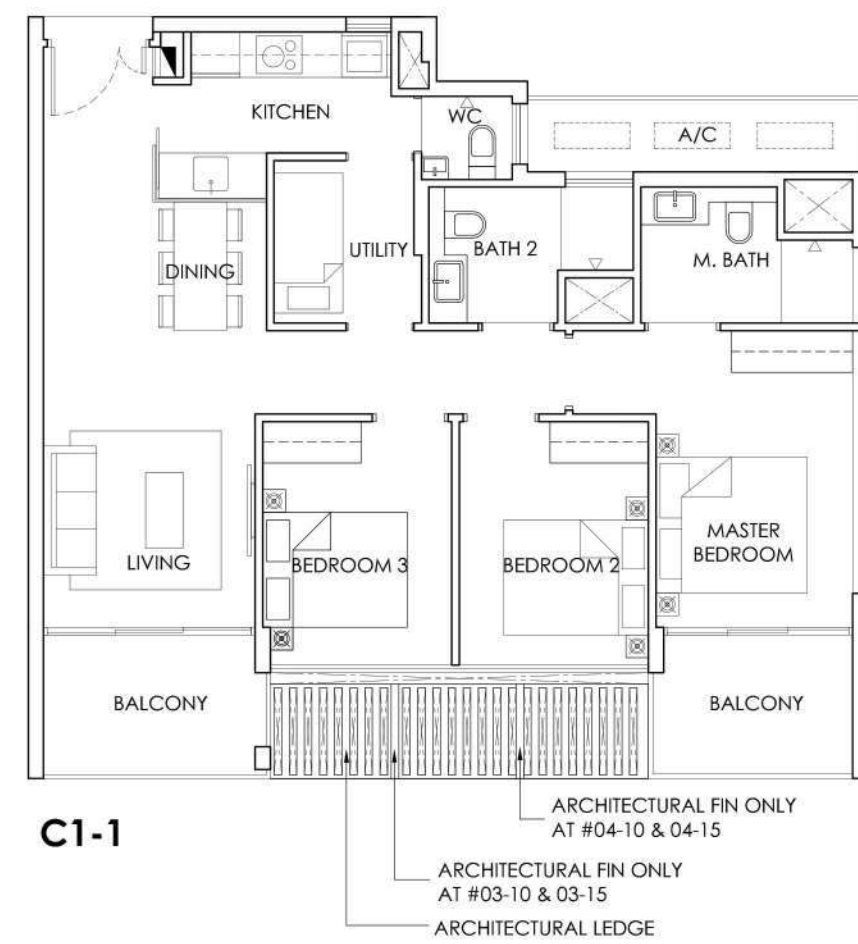 KITCHEN
WC
A/C
UTILITY
BATH 2
M. BATH
DINING
LIVING
BEDROOM 3
BEDROOM 2
MASTER
BEDROOM
BALCONY
BALCONY
C1-1
ARCHITECTURAL FIN ONLY
AT #04-10 & 04-15
ARCHITECTURAL FIN ONLY
AT #03-10 & 03-15
ARCHITECTURAL LEDGE